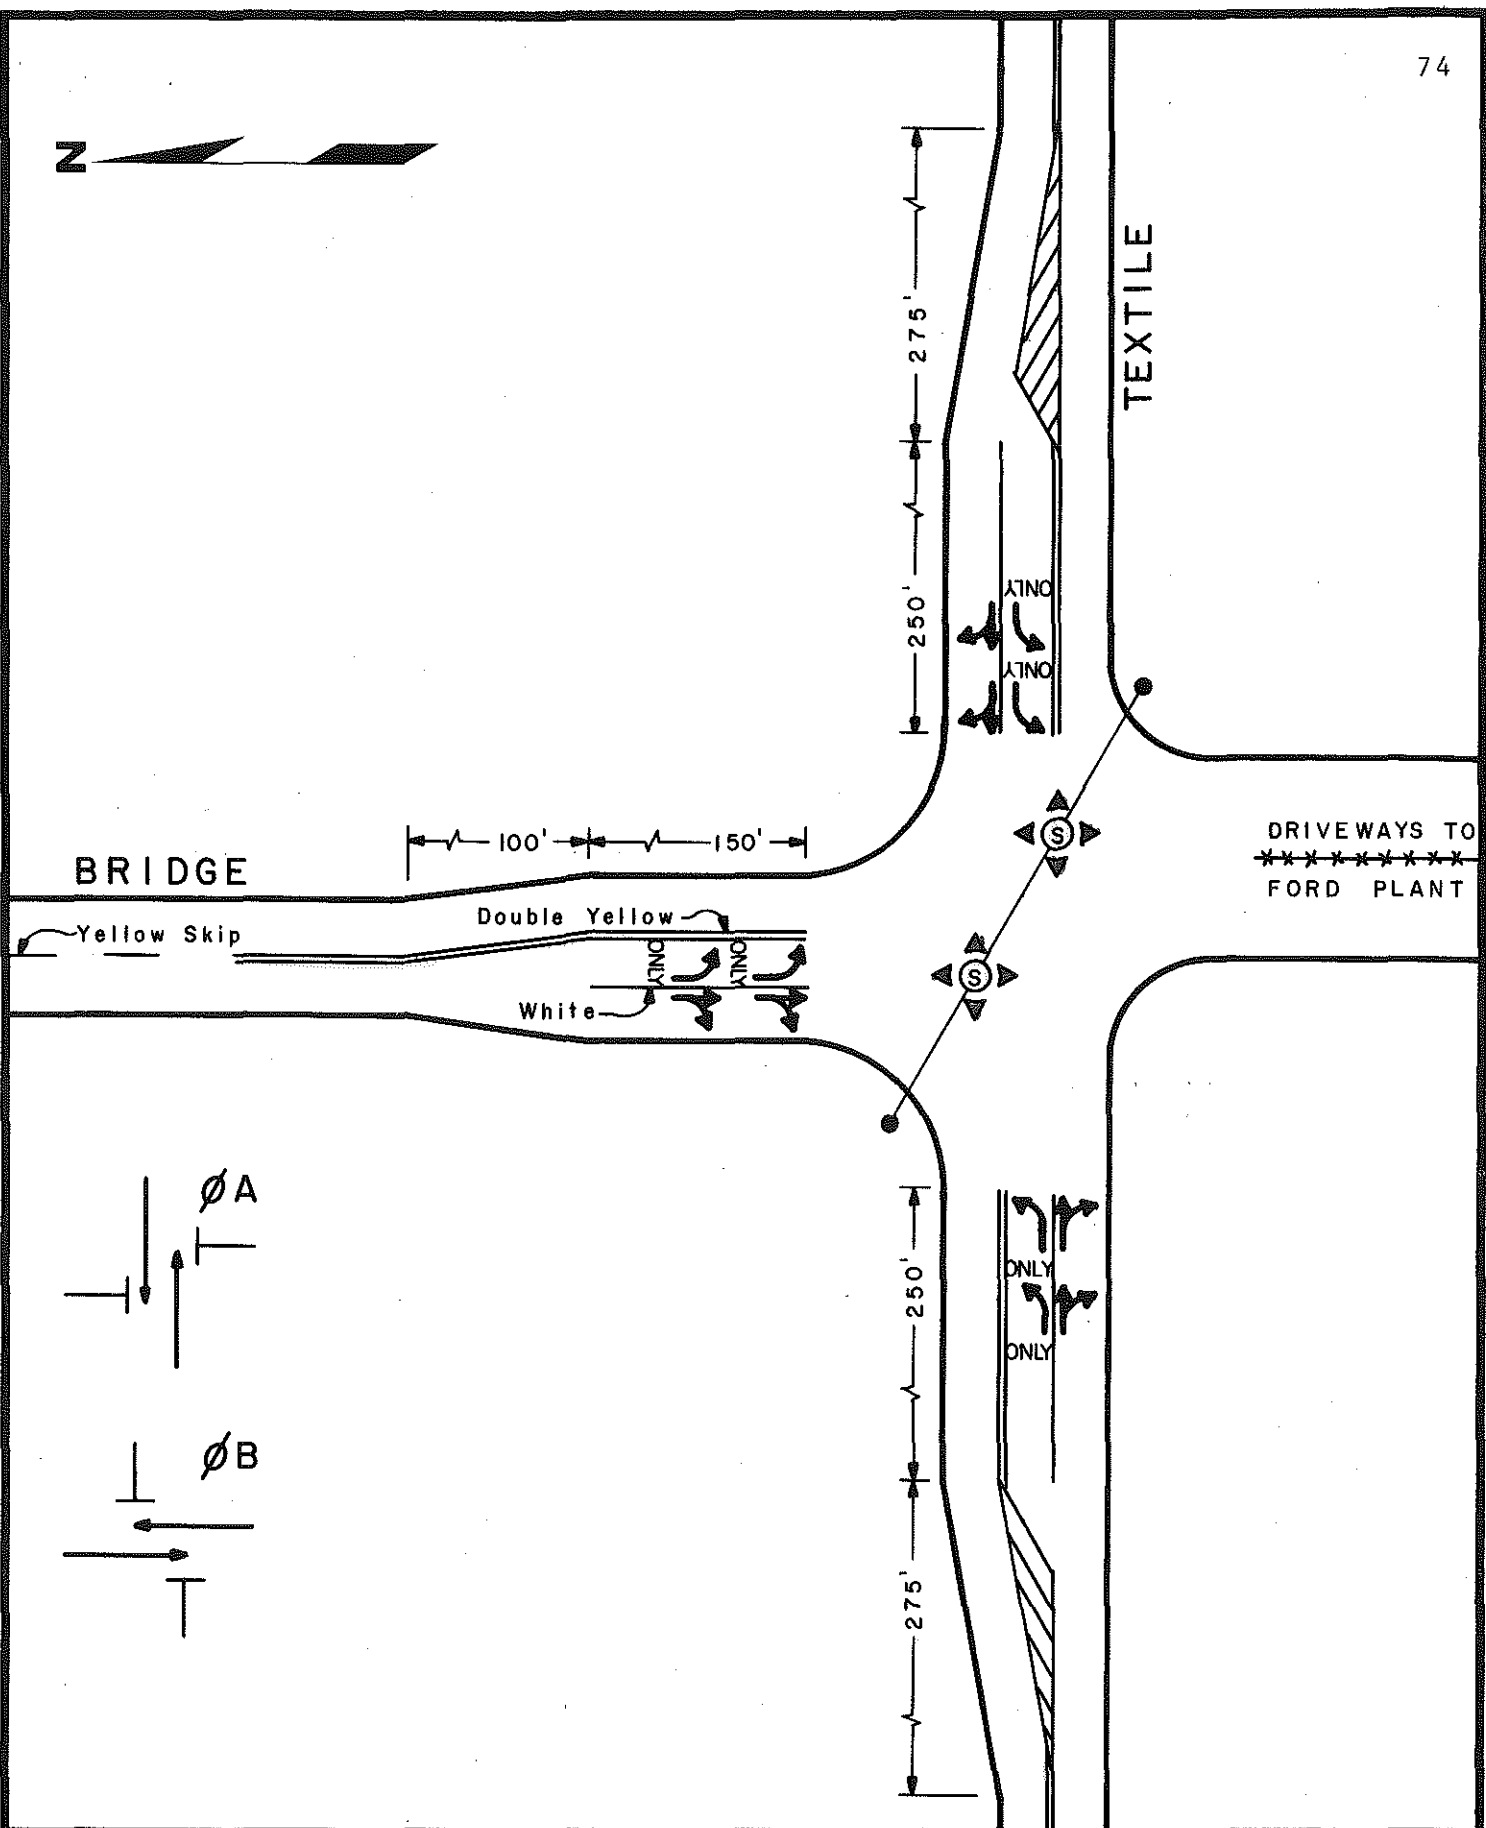 74
N
TEXTILE
275'
250'
ONLY
ONLY
BRIDGE
100'
150'
DRIVEWAYS TO
FORD PLANT
S
Yellow Skip
Double Yellow
ONLY
ONLY
S
White
ØA
250'
ONLY
ONLY
ØB
275'